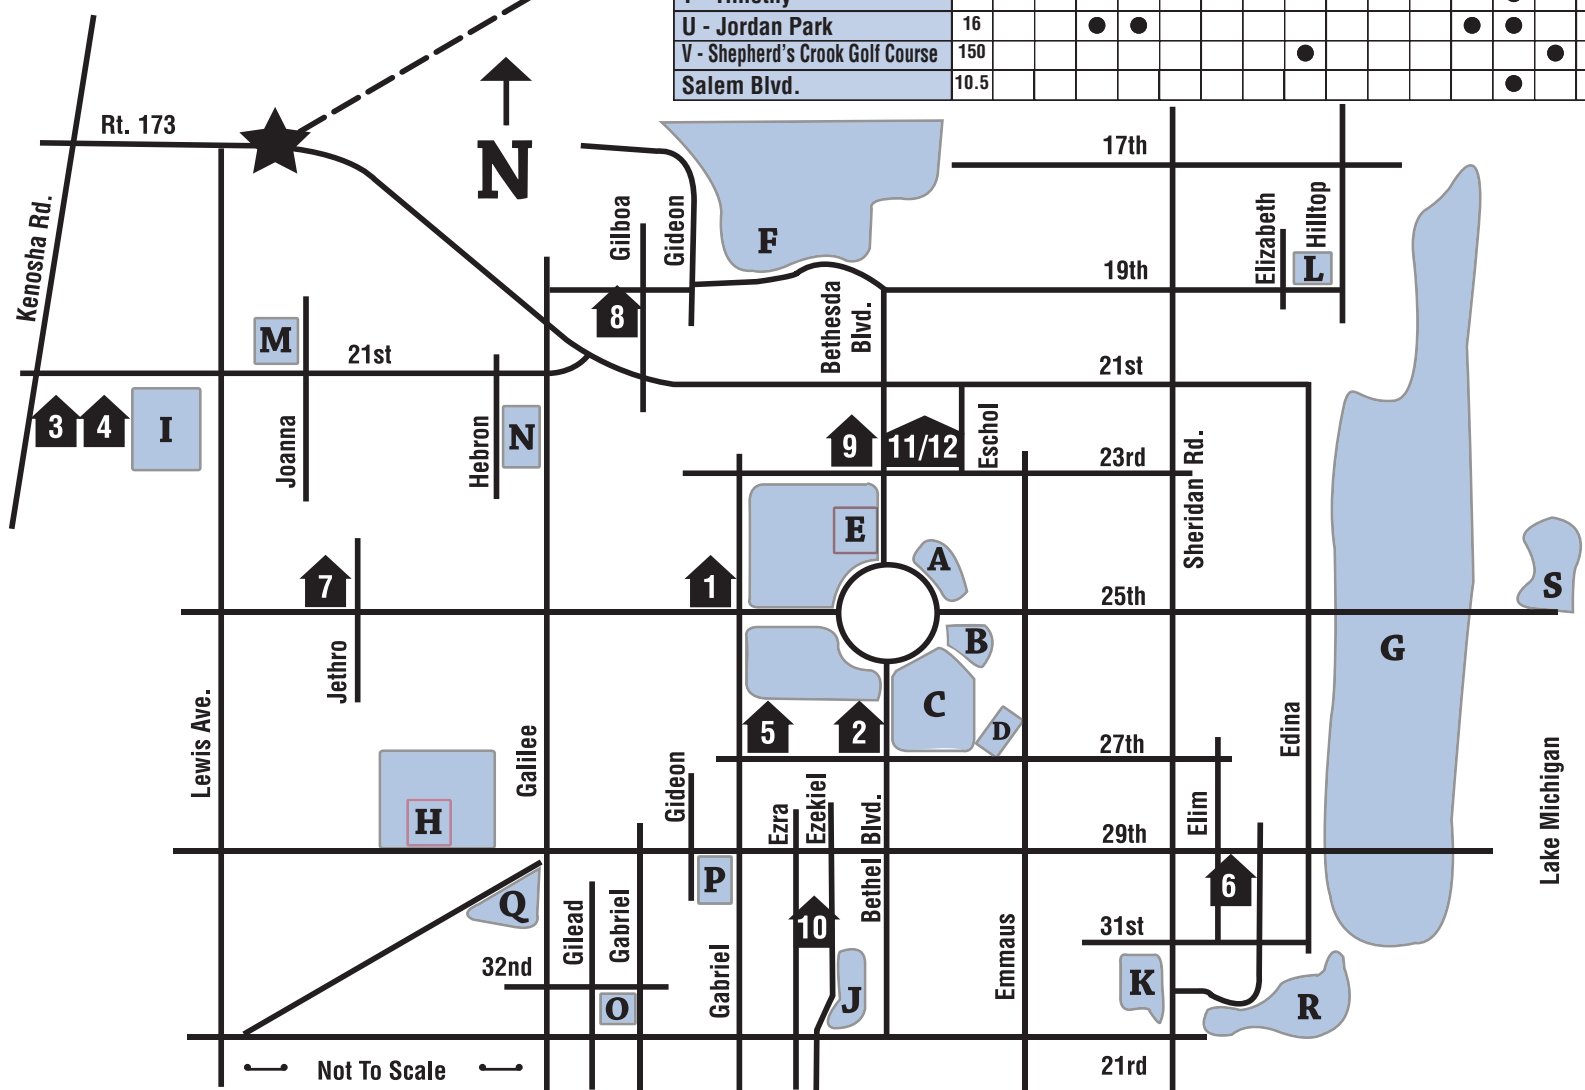 U - Jordan Park 16
V - Shepherd's Crook Golf Course 150
Salem Blvd. 10.5
Rt. 173
N
17th
Kenosha Rd.
Gilboa
Gideon
F
Elizabeth
Hilltop
L
19th
8
Bethesda
Blvd.
M
21st
21st
3
4
I
Joanna
Hebron
N
9
11/12
Eschol
23rd
Sheridan Rd.
E
A
7
1
25th
S
Jethro
B
G
Lewis Ave.
Galilee
C
D
5
2
27th
Edina
Lake Michigan
H
Gideon
Ezra
Ezekiel
Bethel Blvd.
Elim
29th
Q
P
6
Gilead
Gabriel
10
31st
32nd
Gabriel
Emmaus
K
O
J
R
Not To Scale
21rd